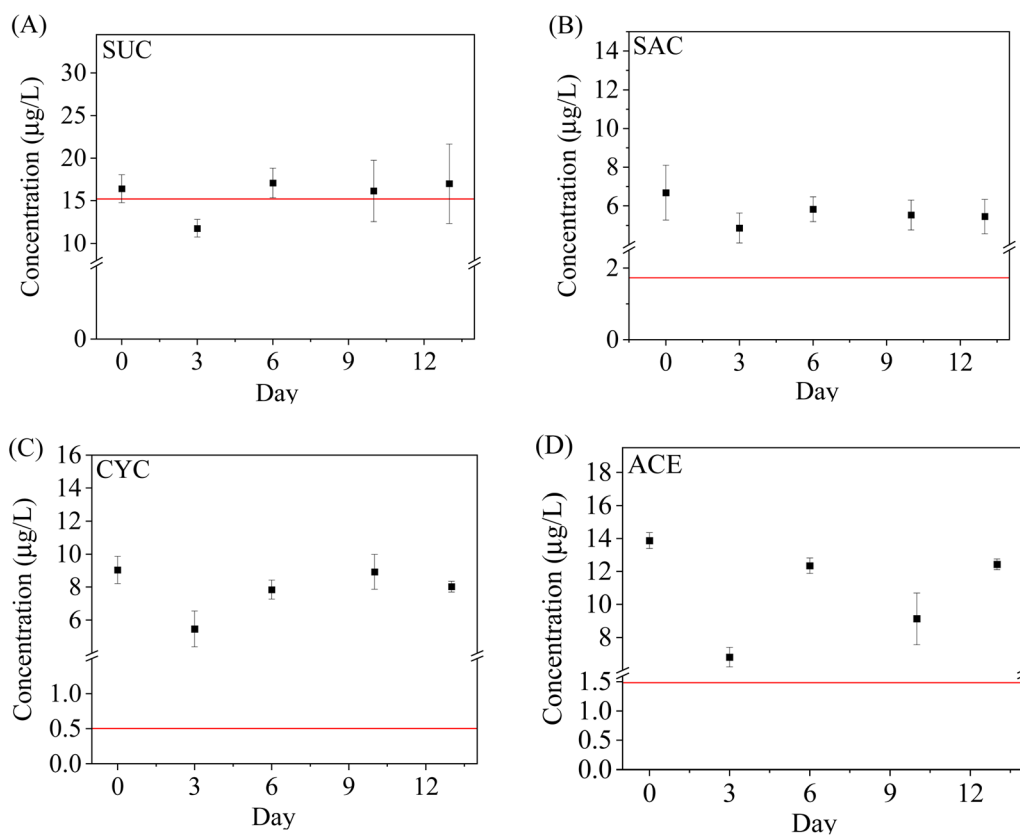 (A)
SUC
Concentration (μg/L)
30
25
20
15
10
0
0 3 6 9 12
Day
(B)
SAC
Concentration (μg/L)
14
12
10
8
6
2
0
0 3 6 9 12
Day
(C)
CYC
Concentration (μg/L)
16
14
12
10
8
6
1.0
0.5
0.0
0 3 6 9 12
Day
(D)
ACE
Concentration (μg/L)
18
16
14
12
10
8
1.5
1.0
0.5
0.0
0 3 6 9 12
Day